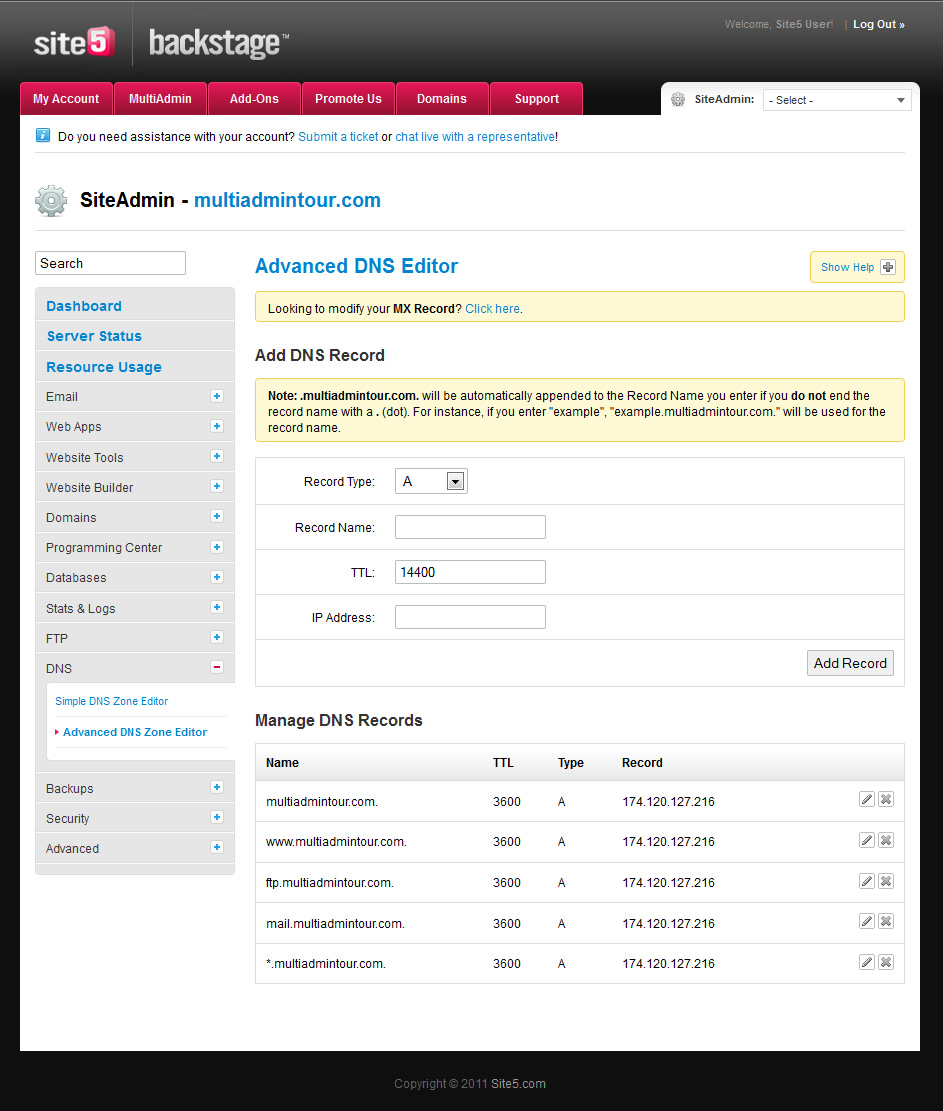 site5 backstage™
Welcome, Site5 User! | Log Out »
My Account MultiAdmin Add-Ons Promote Us Domains Support
SiteAdmin: - Select -
Do you need assistance with your account? Submit a ticket or chat live with a representative!
SiteAdmin - multiadmintour.com
Search
Dashboard
Server Status
Resource Usage
Email
Web Apps
Website Tools
Website Builder
Domains
Programming Center
Databases
Stats & Logs
FTP
DNS
Simple DNS Zone Editor
Advanced DNS Zone Editor
Backups
Security
Advanced
Advanced DNS Editor
Show Help
Looking to modify your MX Record? Click here.
Add DNS Record
Note: .multiadmintour.com. will be automatically appended to the Record Name you enter if you do not end the
record name with a . (dot). For instance, if you enter "example", "example.multiadmintour.com." will be used for the
record name.
Record Type: A
Record Name:
TTL: 14400
IP Address:
Add Record
Manage DNS Records
Name TTL Type Record
multiadmintour.com. 3600 A 174.120.127.216
www.multiadmintour.com. 3600 A 174.120.127.216
ftp.multiadmintour.com. 3600 A 174.120.127.216
mail.multiadmintour.com. 3600 A 174.120.127.216
*.multiadmintour.com. 3600 A 174.120.127.216
Copyright © 2011 Site5.com